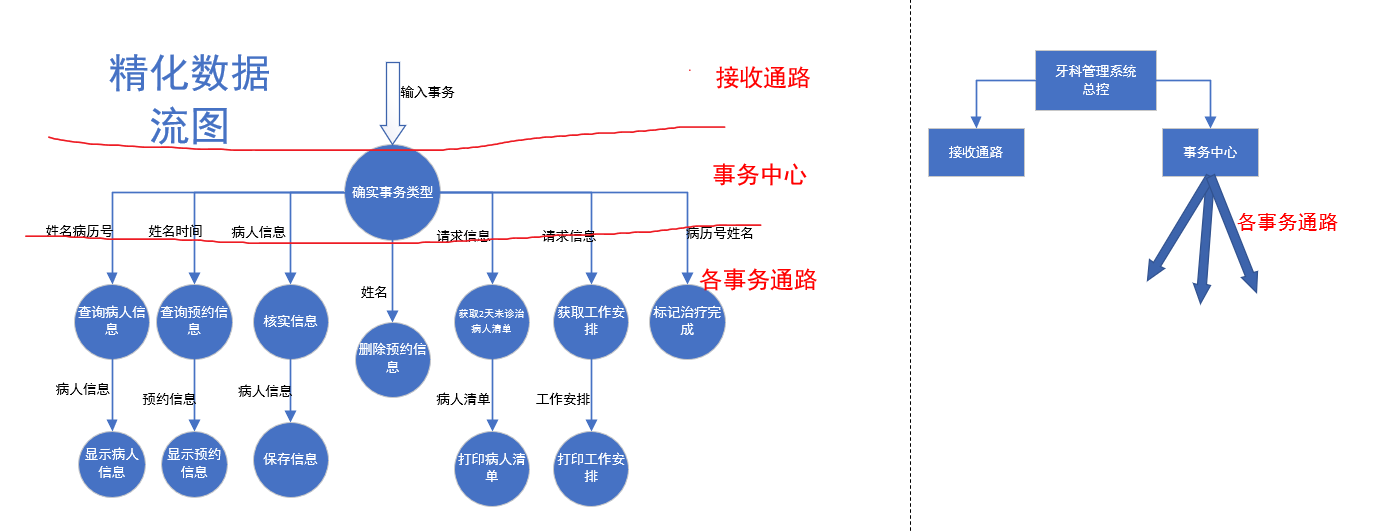 精化数据
流图
输入事务
接收通路
确实事务类型
事务中心
姓名病历号
姓名时间
病人信息
请求信息
请求信息
病历号姓名
各事务通路
姓名
查询病人信
息
查询预约信
息
核实信息
删除预约信
息
获取2天未诊治
病人清单
获取工作安
排
标记治疗完
成
病人信息
预约信息
病人信息
病人清单
工作安排
显示病人
信息
显示预约
信息
保存信息
打印病人清
单
打印工作安
排
牙科管理系统
总控
接收通路
事务中心
各事务通路